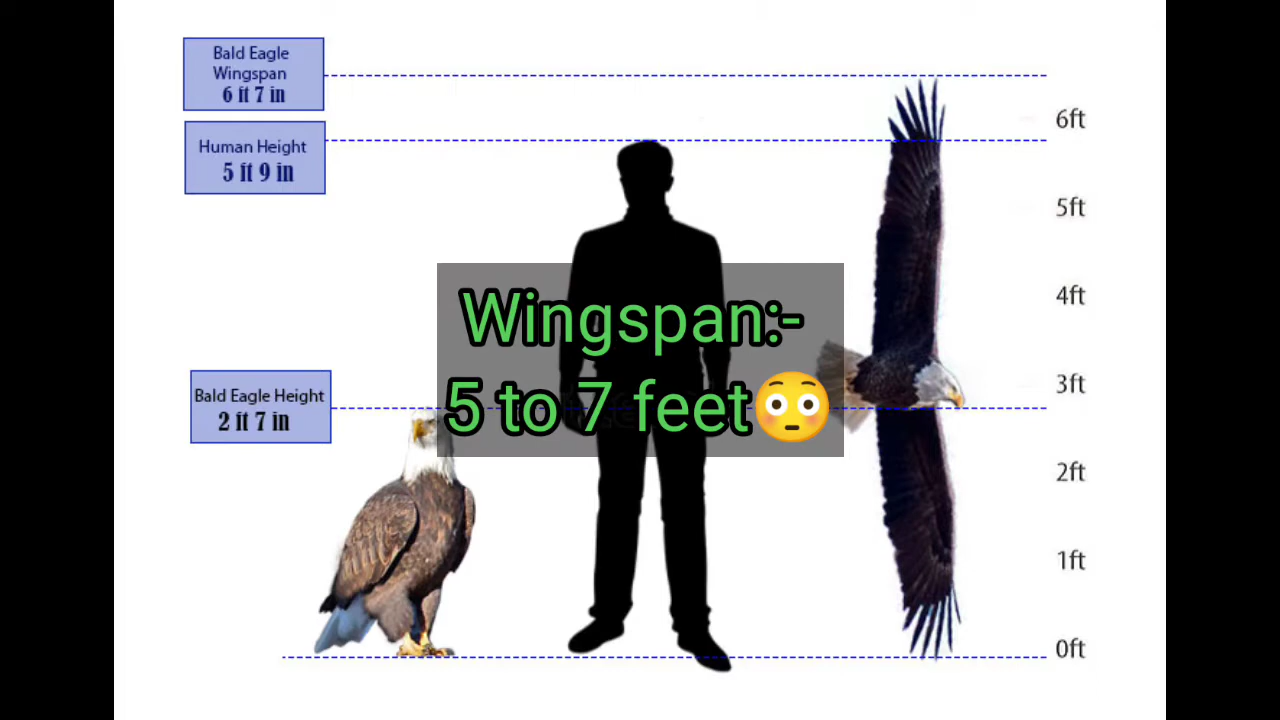 Bald Eagle
Wingspan
6 ft 7 in
Human Height
5 ft 9 in
Bald Eagle Height
2 ft 7 in
Wingspan:-
5 to 7 feet😳
6ft
5ft
4ft
3ft
2ft
1ft
0ft